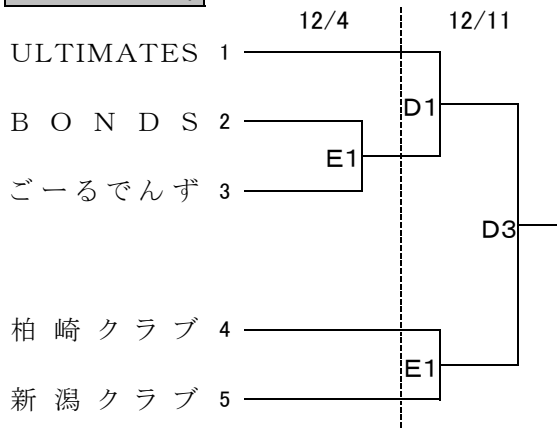 12/4 12/11
ULTIMATES 1
D1
BONDS 2
E1
ごーるでんず 3
D3
柏崎クラブ 4
E1
新潟クラブ 5